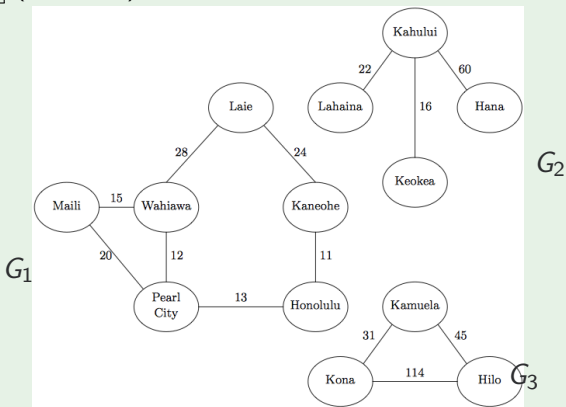 Kahului
22
60
Laie
Lahaina
16
Hana
28
24
G2
Keokea
Maili
15
Wahiawa
Kaneohe
20
12
11
G1
Pearl
City
13
Honolulu
Kamuela
31
45
Kona
114
Hilo
G3